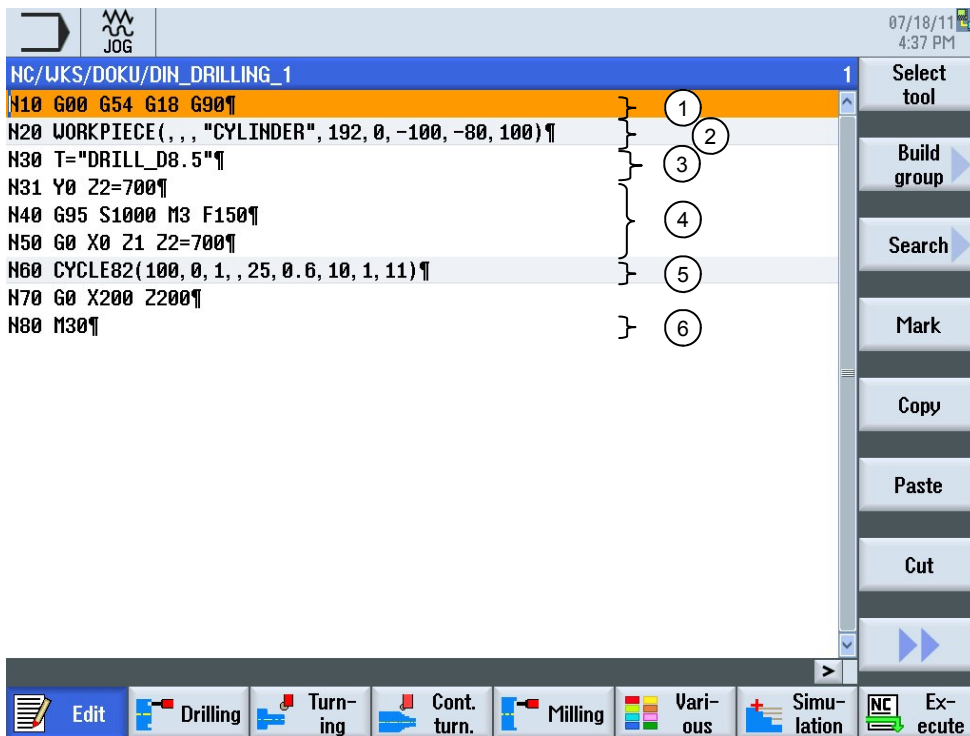 JOG
07/18/11
4:37 PM
NC/WKS/DOKU/DIN_DRILLING_1 1
N10 G00 G54 G18 G90¶ 1
N20 WORKPIECE(,,,"CYLINDER",192,0,-100,-80,100)¶ 2
N30 T="DRILL_D8.5"¶ 3
N31 Y0 Z2=700¶
N40 G95 S1000 M3 F150¶ 4
N50 G0 X0 Z1 Z2=700¶
N60 CYCLE82(100,0,1,,25,0.6,10,1,11)¶ 5
N70 G0 X200 Z200¶
N80 M30¶ 6
Select
tool
Build
group
Search
Mark
Copy
Paste
Cut
>
Edit
Drilling
Turn-
ing
Cont.
turn.
Milling
Vari-
ous
Simu-
lation
NC
Ex-
ecute